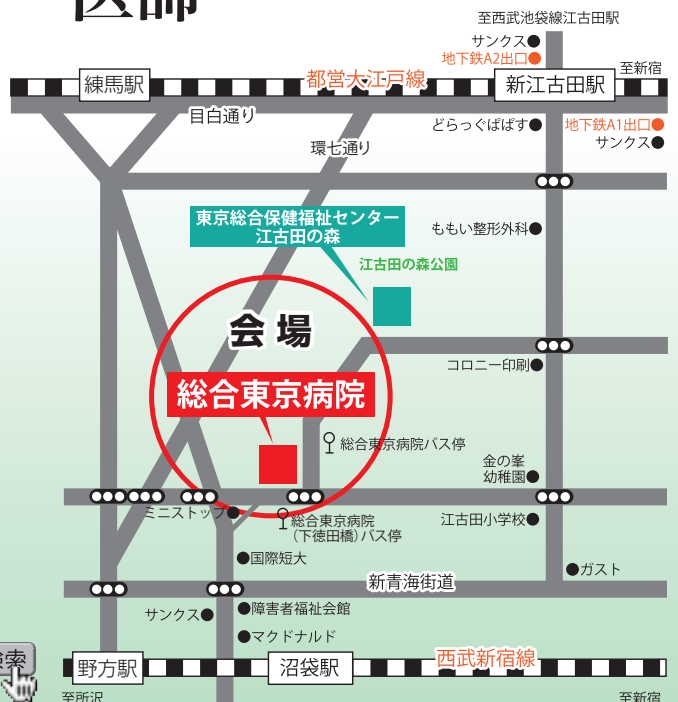 医師
至西武池袋線江古田駅
サンクス
地下鉄A2出口
都営大江戸線
至新宿
練馬駅
新江古田駅
目白通り
どらっぐぱぱす
地下鉄A1出口
サンクス
環七通り
東京総合保健福祉センター
江古田の森
ももい整形外科
江古田の森公園
会場
コロニー印刷
総合東京病院
総合東京病院バス停
金の峯
幼稚園
ミニストップ
総合東京病院
(下徳田橋)バス停
江古田小学校
国際短大
ガスト
新青海街道
サンクス
障害者福祉会館
マクドナルド
西武新宿線
検索
野方駅
沼袋駅
至所沢
至新宿